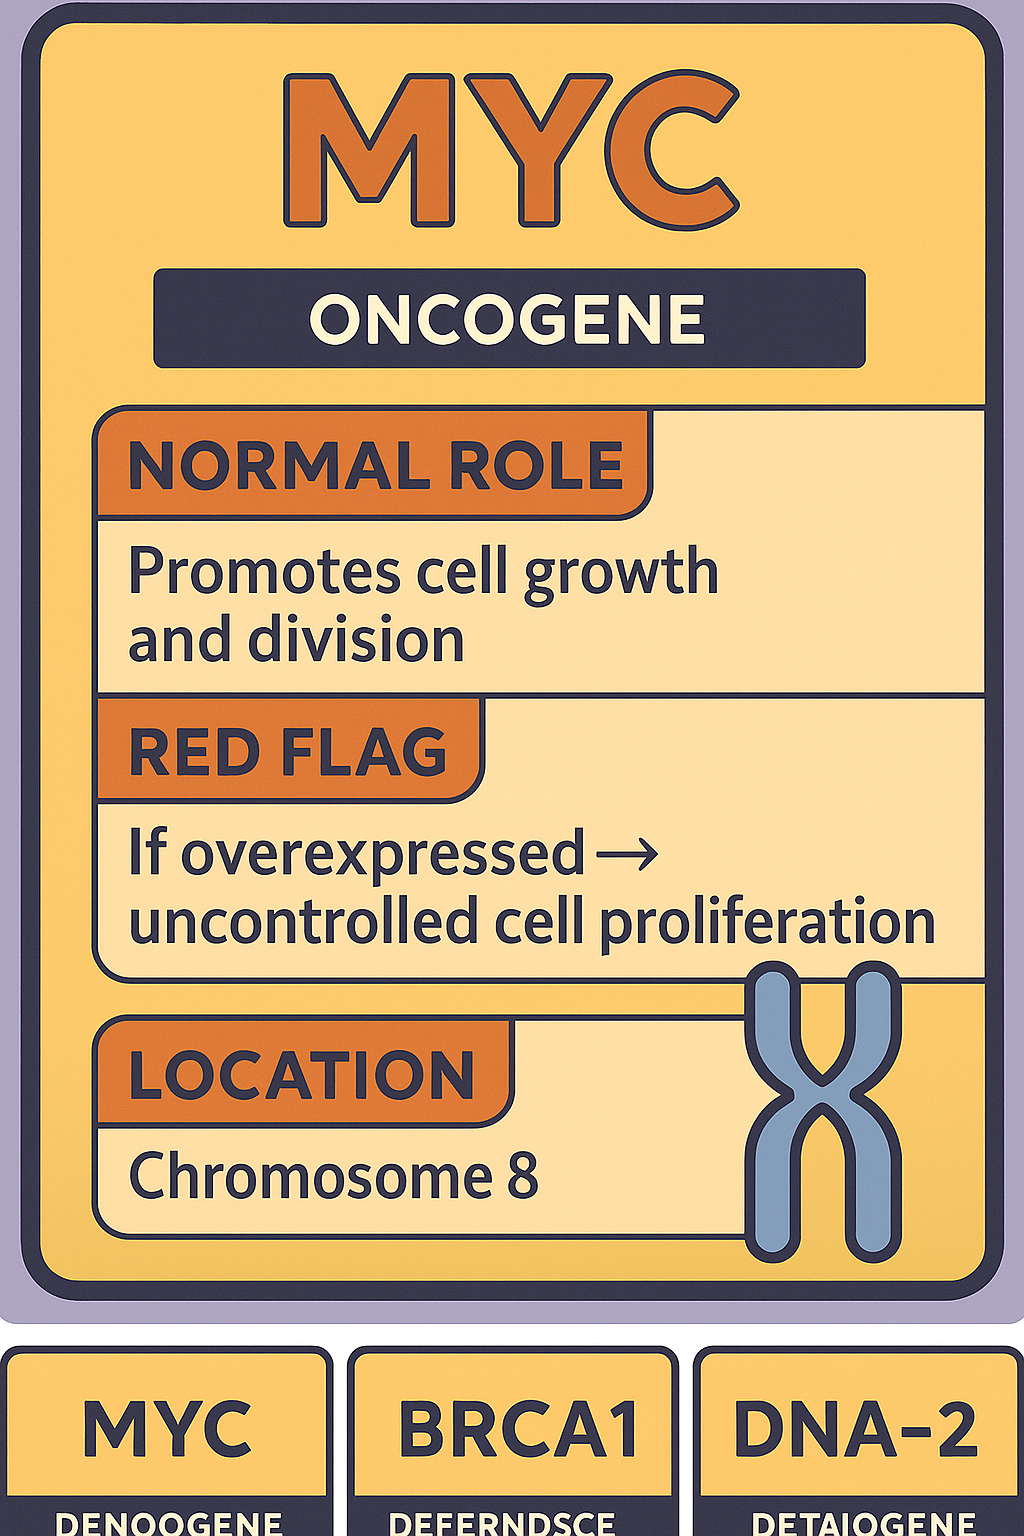 MYC
ONCOGENE
NORMAL ROLE
Promotes cell growth
and division
RED FLAG
If overexpressed →
uncontrolled cell proliferation
LOCATION
Chromosome 8
MYC
BRCA1
DNA-2
DENOOGENE
DEFERNDSCE
DETAIOGENE